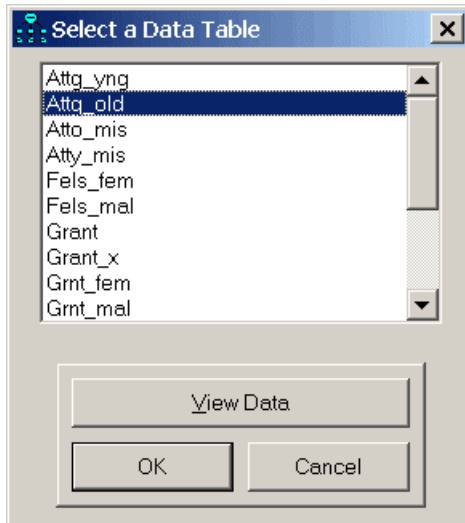 Select a Data Table
Attg_yng
Attg_old
Atto_mis
Atty_mis
Fels_fem
Fels_mal
Grant
Grant_x
Grnt_fem
Grnt_mal
View Data
OK
Cancel